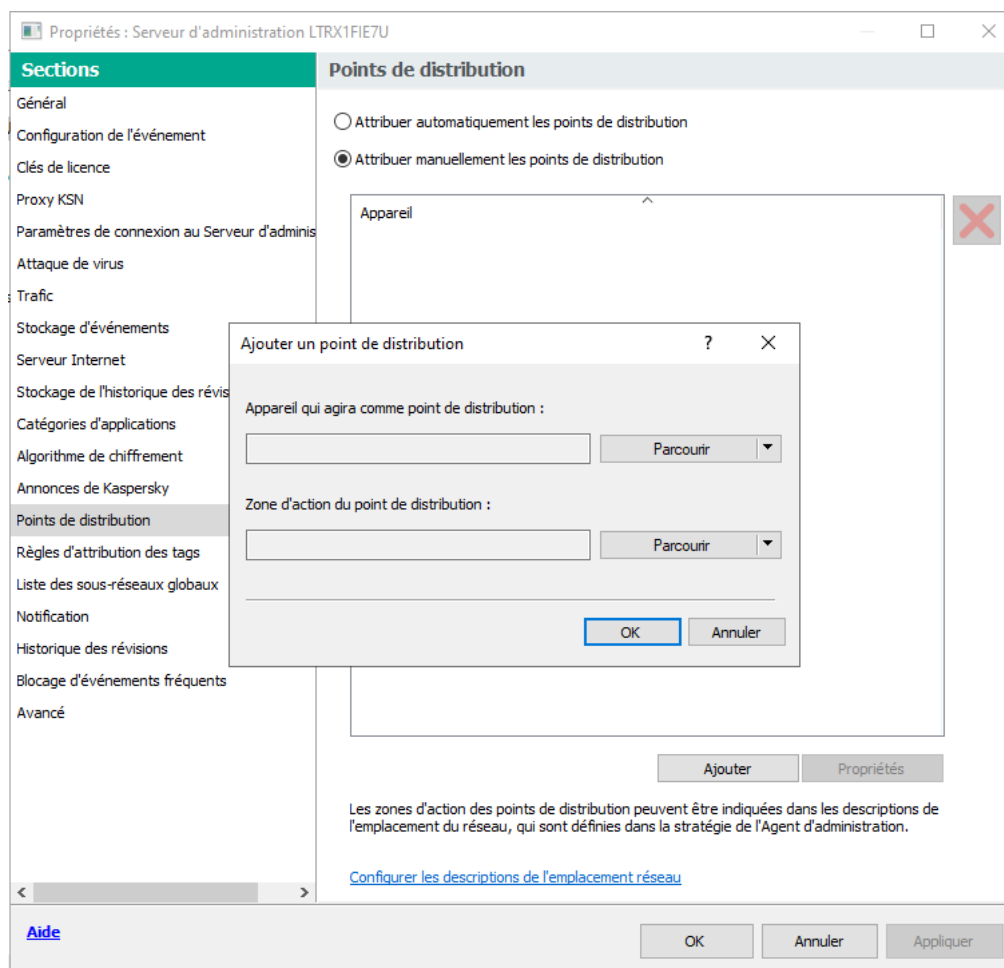 Propriétés : Serveur d'administration LTRX1FIE7U
Sections
Général
Configuration de l'événement
Clés de licence
Proxy KSN
Paramètres de connexion au Serveur d'adminis
Attaque de virus
Trafic
Stockage d'événements
Serveur Internet
Stockage de l'historique des révis
Catégories d'applications
Algorithme de chiffrement
Annonces de Kaspersky
Points de distribution
Règles d'attribution des tags
Liste des sous-réseaux globaux
Notification
Historique des révisions
Blocage d'événements fréquents
Avancé
Points de distribution
Attribuer automatiquement les points de distribution
Attribuer manuellement les points de distribution
Appareil
Ajouter un point de distribution
?
Appareil qui agira comme point de distribution :
Parcourir
Zone d'action du point de distribution :
Parcourir
OK
Annuler
Ajouter
Propriétés
Les zones d'action des points de distribution peuvent être indiquées dans les descriptions de
l'emplacement du réseau, qui sont définies dans la stratégie de l'Agent d'administration.
Configurer les descriptions de l'emplacement réseau
Aide
OK
Annuler
Appliquer